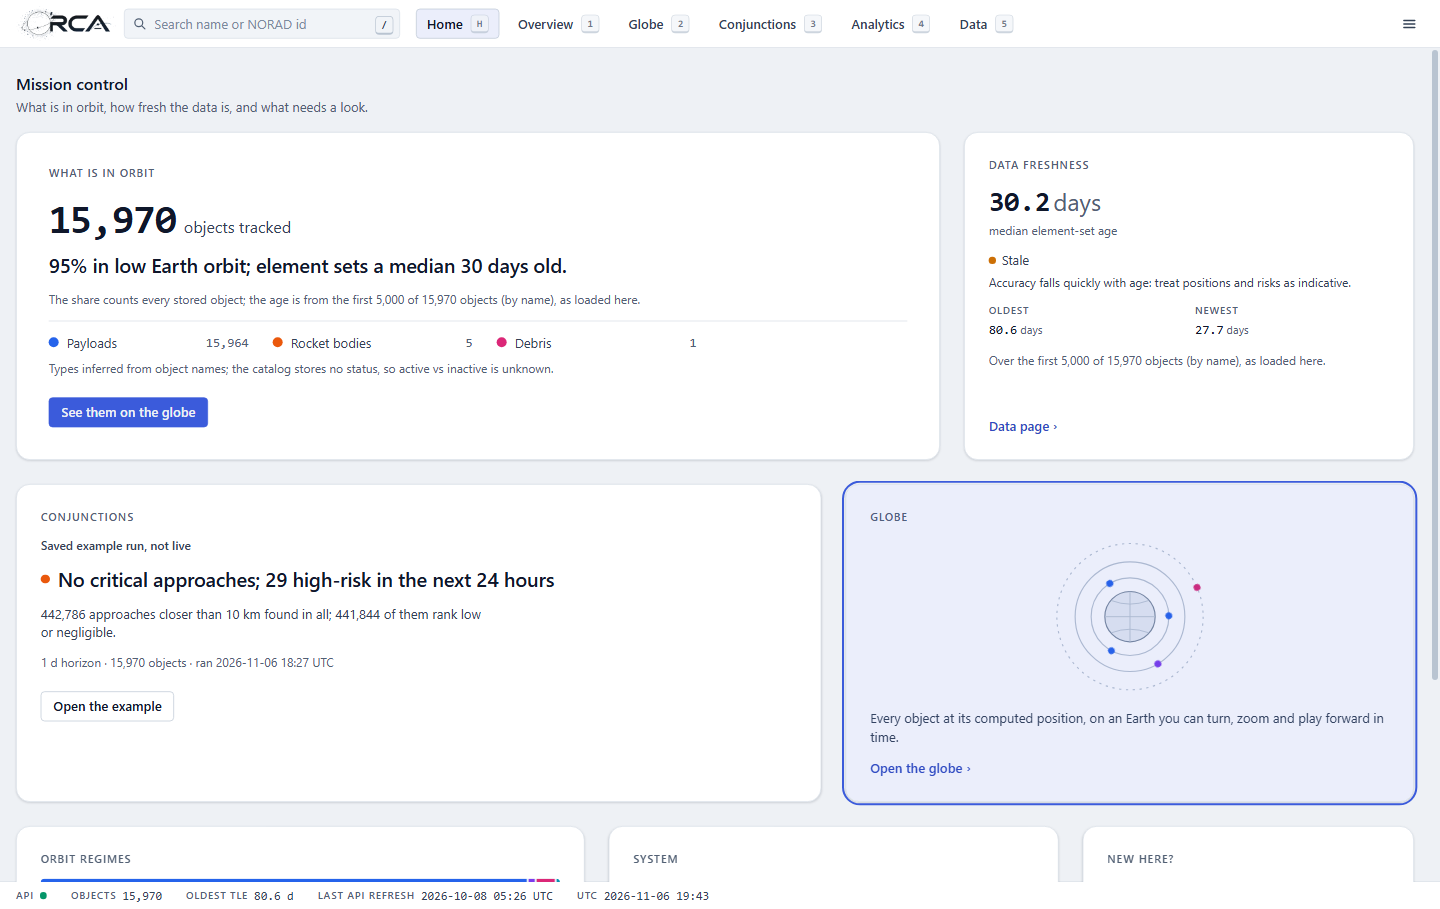 ORCA
Search name or NORAD id /
Home H
Overview 1
Globe 2
Conjunctions 3
Analytics 4
Data 5
Mission control
What is in orbit, how fresh the data is, and what needs a look.
WHAT IS IN ORBIT
15,970 objects tracked
95% in low Earth orbit; element sets a median 30 days old.
The share counts every stored object; the age is from the first 5,000 of 15,970 objects (by name), as loaded here.
Payloads 15,964 Rocket bodies 5 Debris 1
Types inferred from object names; the catalog stores no status, so active vs inactive is unknown.
See them on the globe
DATA FRESHNESS
30.2 days
median element-set age
Stale
Accuracy falls quickly with age: treat positions and risks as indicative.
OLDEST NEWEST
80.6 days 27.7 days
Over the first 5,000 of 15,970 objects (by name), as loaded here.
Data page ›
CONJUNCTIONS
Saved example run, not live
No critical approaches; 29 high-risk in the next 24 hours
442,786 approaches closer than 10 km found in all; 441,844 of them rank low
or negligible.
1 d horizon · 15,970 objects · ran 2026-11-06 18:27 UTC
Open the example
GLOBE
Every object at its computed position, on an Earth you can turn, zoom and play forward in
time.
Open the globe ›
ORBIT REGIMES
SYSTEM
NEW HERE?
API OBJECTS 15,970 OLDEST TLE 80.6 d LAST API REFRESH 2026-10-08 05:26 UTC UTC 2026-11-06 19:43